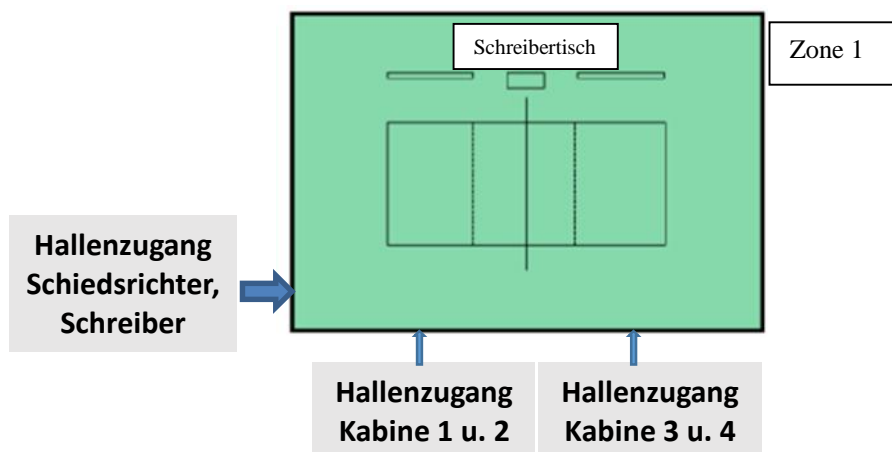 Schreibertisch
Zone 1
Hallenzugang
Schiedsrichter,
Schreiber
Hallenzugang
Kabine 1 u. 2
Hallenzugang
Kabine 3 u. 4